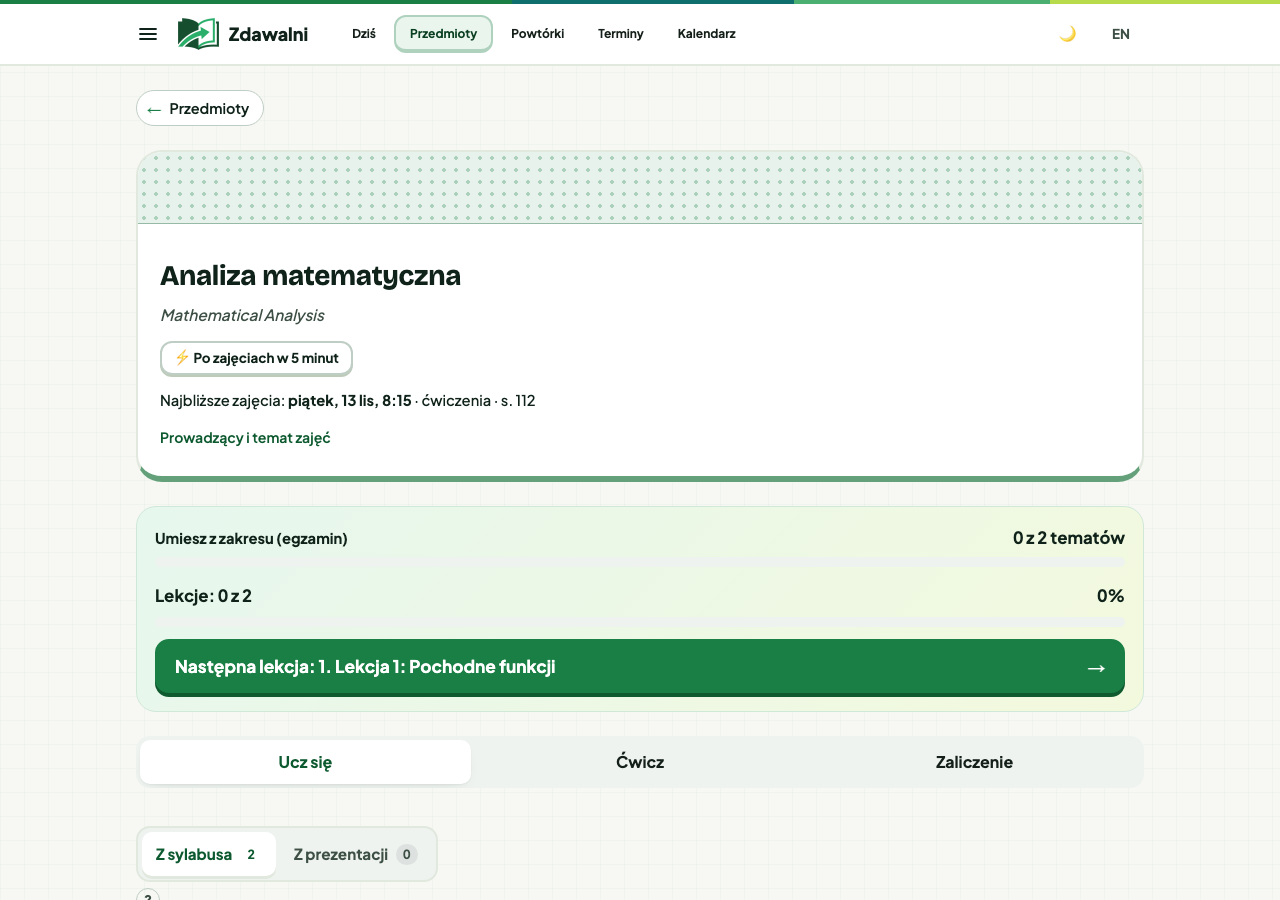 Zdawalni
Dziś
Przedmioty
Powtórki
Terminy
Kalendarz
EN
← Przedmioty
Analiza matematyczna
Mathematical Analysis
⚡ Po zajęciach w 5 minut
Najbliższe zajęcia: piątek, 13 lis, 8:15 · ćwiczenia · s. 112
Prowadzący i temat zajęć
Umiesz z zakresu (egzamin)
0 z 2 tematów
Lekcje: 0 z 2
0%
Następna lekcja: 1. Lekcja 1: Pochodne funkcji →
Ucz się
Ćwicz
Zaliczenie
Z sylabusa 2
Z prezentacji 0